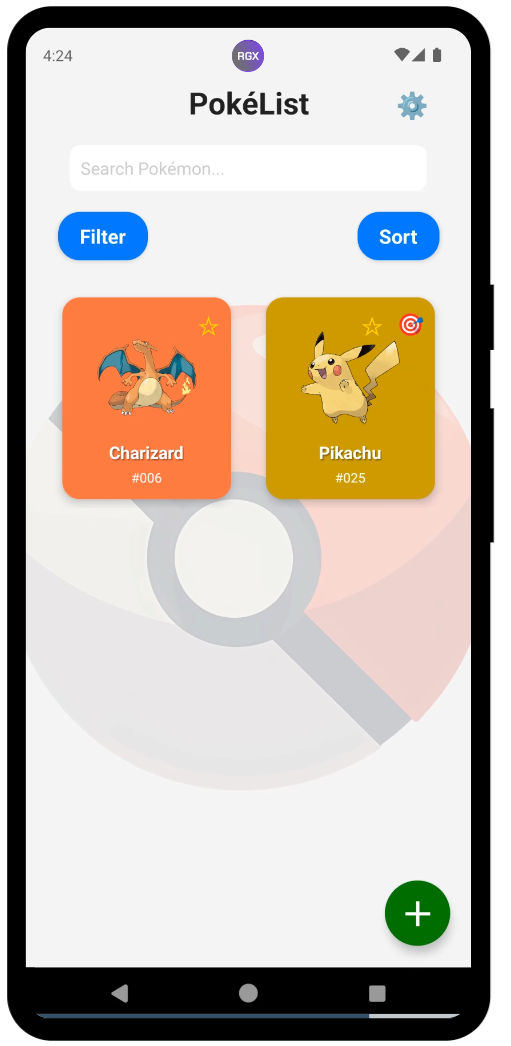 4:24
RGX
PokéList
Search Pokémon...
Filter
Sort
Charizard
#006
Pikachu
#025